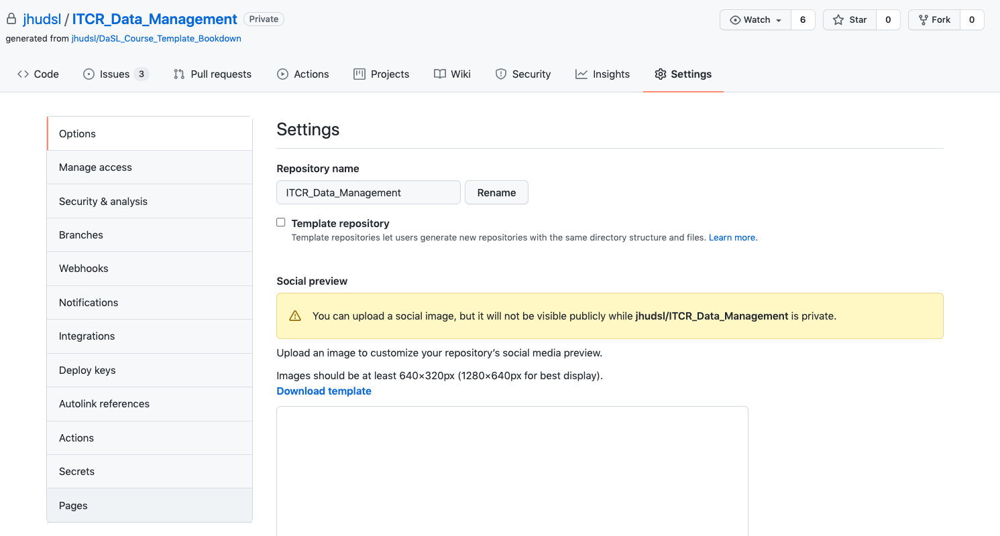 jhudsl / ITCR_Data_Management Private Watch 6 Star 0 Fork 0
generated from jhudsl/DaSL_Course_Template_Bookdown
Code Issues 3 Pull requests Actions Projects Wiki Security Insights Settings
Options
Manage access
Security & analysis
Branches
Webhooks
Notifications
Integrations
Deploy keys
Autolink references
Actions
Secrets
Pages
Settings
Repository name
ITCR_Data_Management Rename
Template repository
Template repositories let users generate new repositories with the same directory structure and files. Learn more.
Social preview
You can upload a social image, but it will not be visible publicly while jhudsl/ITCR_Data_Management is private.
Upload an image to customize your repository’s social media preview.
Images should be at least 640×320px (1280×640px for best display).
Download template